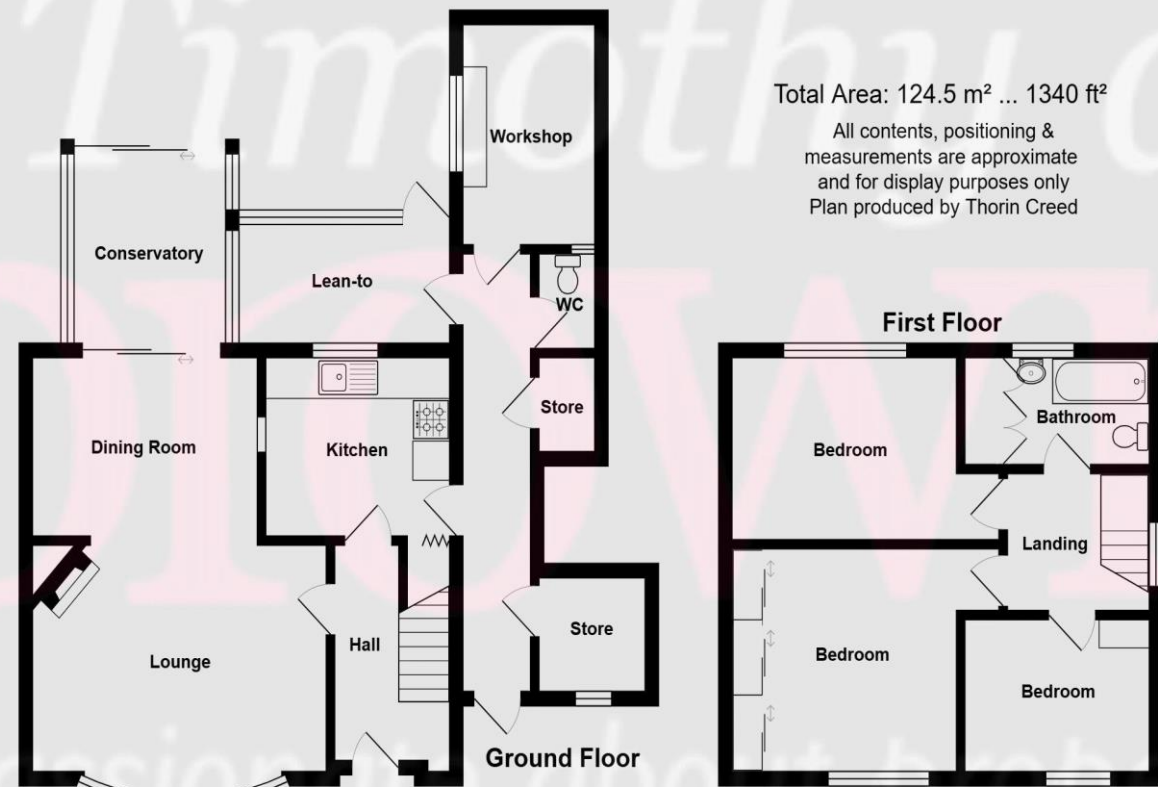 Timothy a
Total Area: 124.5 m² ... 1340 ft²
All contents, positioning &
measurements are approximate
and for display purposes only
Plan produced by Thorin Creed
Workshop
Conservatory
Lean-to
WC
brown
First Floor
Store
Dining Room
Kitchen
Bedroom
Bathroom
Landing
Hall
Store
Lounge
Bedroom
Bedroom
Ground Floor